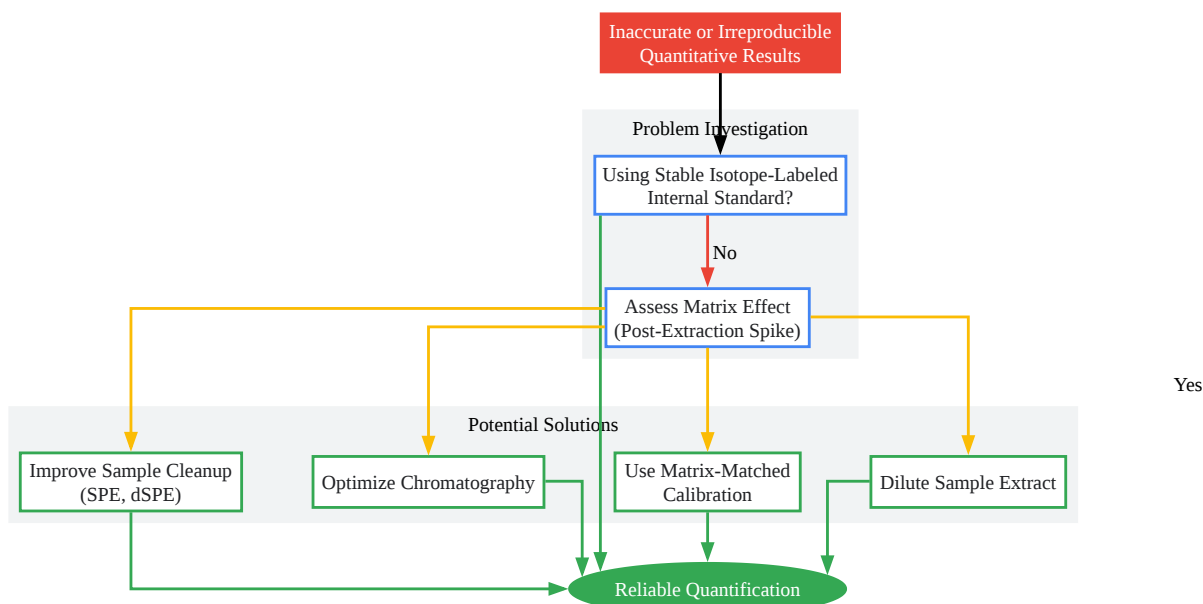 Inaccurate or Irreproducible
Quantitative Results
Problem Investigation
Using Stable Isotope-Labeled
Internal Standard?
No
Assess Matrix Effect
(Post-Extraction Spike)
Yes
Potential Solutions
Improve Sample Cleanup
(SPE, dSPE)
Optimize Chromatography
Use Matrix-Matched
Calibration
Dilute Sample Extract
Reliable Quantification